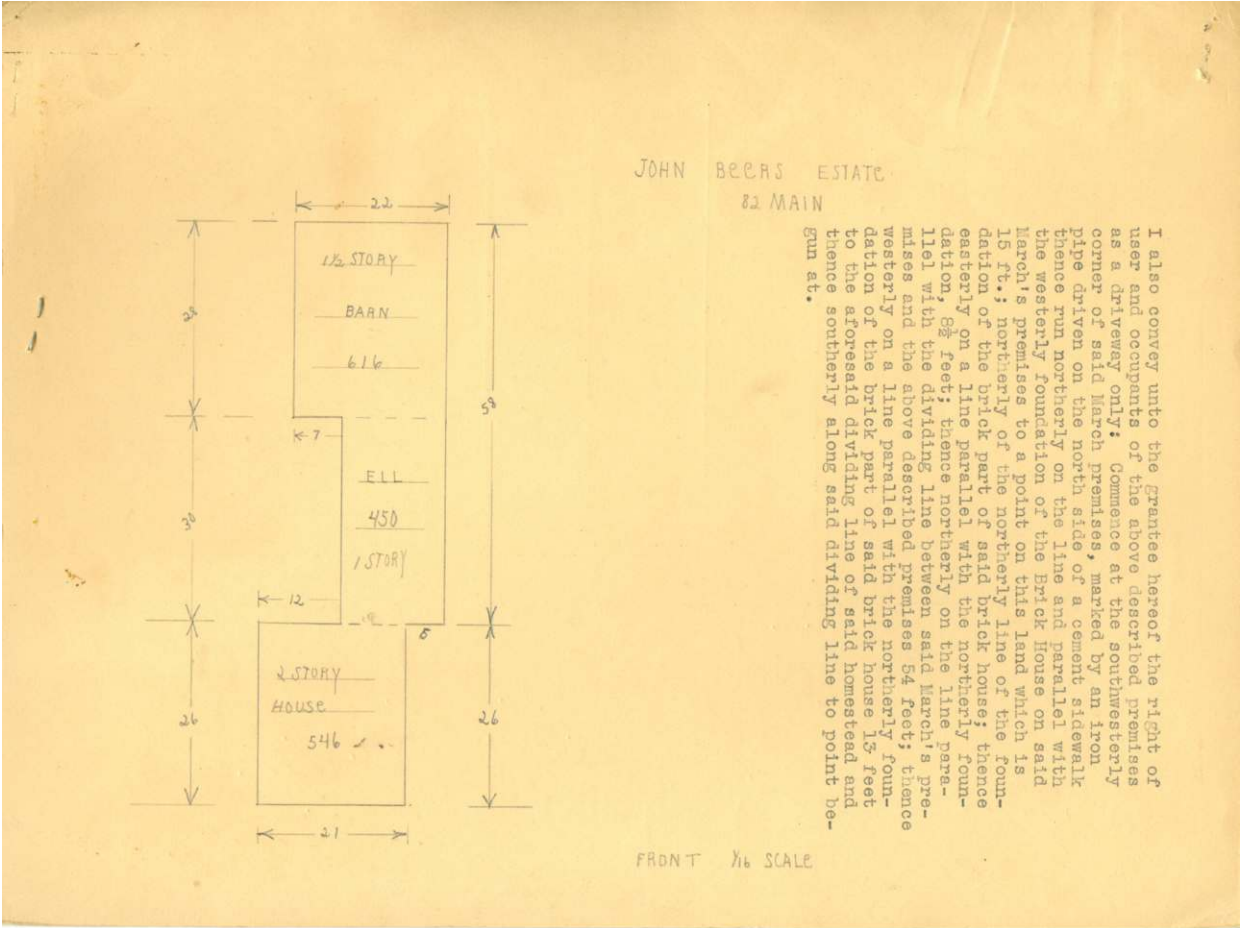 JOHN BEERS ESTATE
82 MAIN
22
1½ STORY
BARN
616
28
58
7
ELL
450
1 STORY
30
12
5
2 STORY
HOUSE
546
26
26
21
FRONT 1/16 SCALE
I also convey unto the grantee hereof the right of
user and occupants of the above described premises
as a driveway only: Commence at the southwesterly
corner of said March premises, marked by an iron
pipe driven on the north side of a cement sidewalk
thence run northerly on the line and parallel with
the westerly foundation of the Brick House on said
March's premises to a point on this land which is
15 ft.; northerly of the northerly line of the foun-
dation of the brick part of said brick house; thence
easterly on a line parallel with the northerly foun-
dation, 8½ feet; thence northerly on the line para-
llel with the dividing line between said March's pre-
mises and the above described premises 54 feet; thence
westerly on a line parallel with the northerly foun-
dation of the brick part of said brick house 13 feet
to the aforesaid dividing line of said homestead and
thence southerly along said dividing line to point be-
gun at.